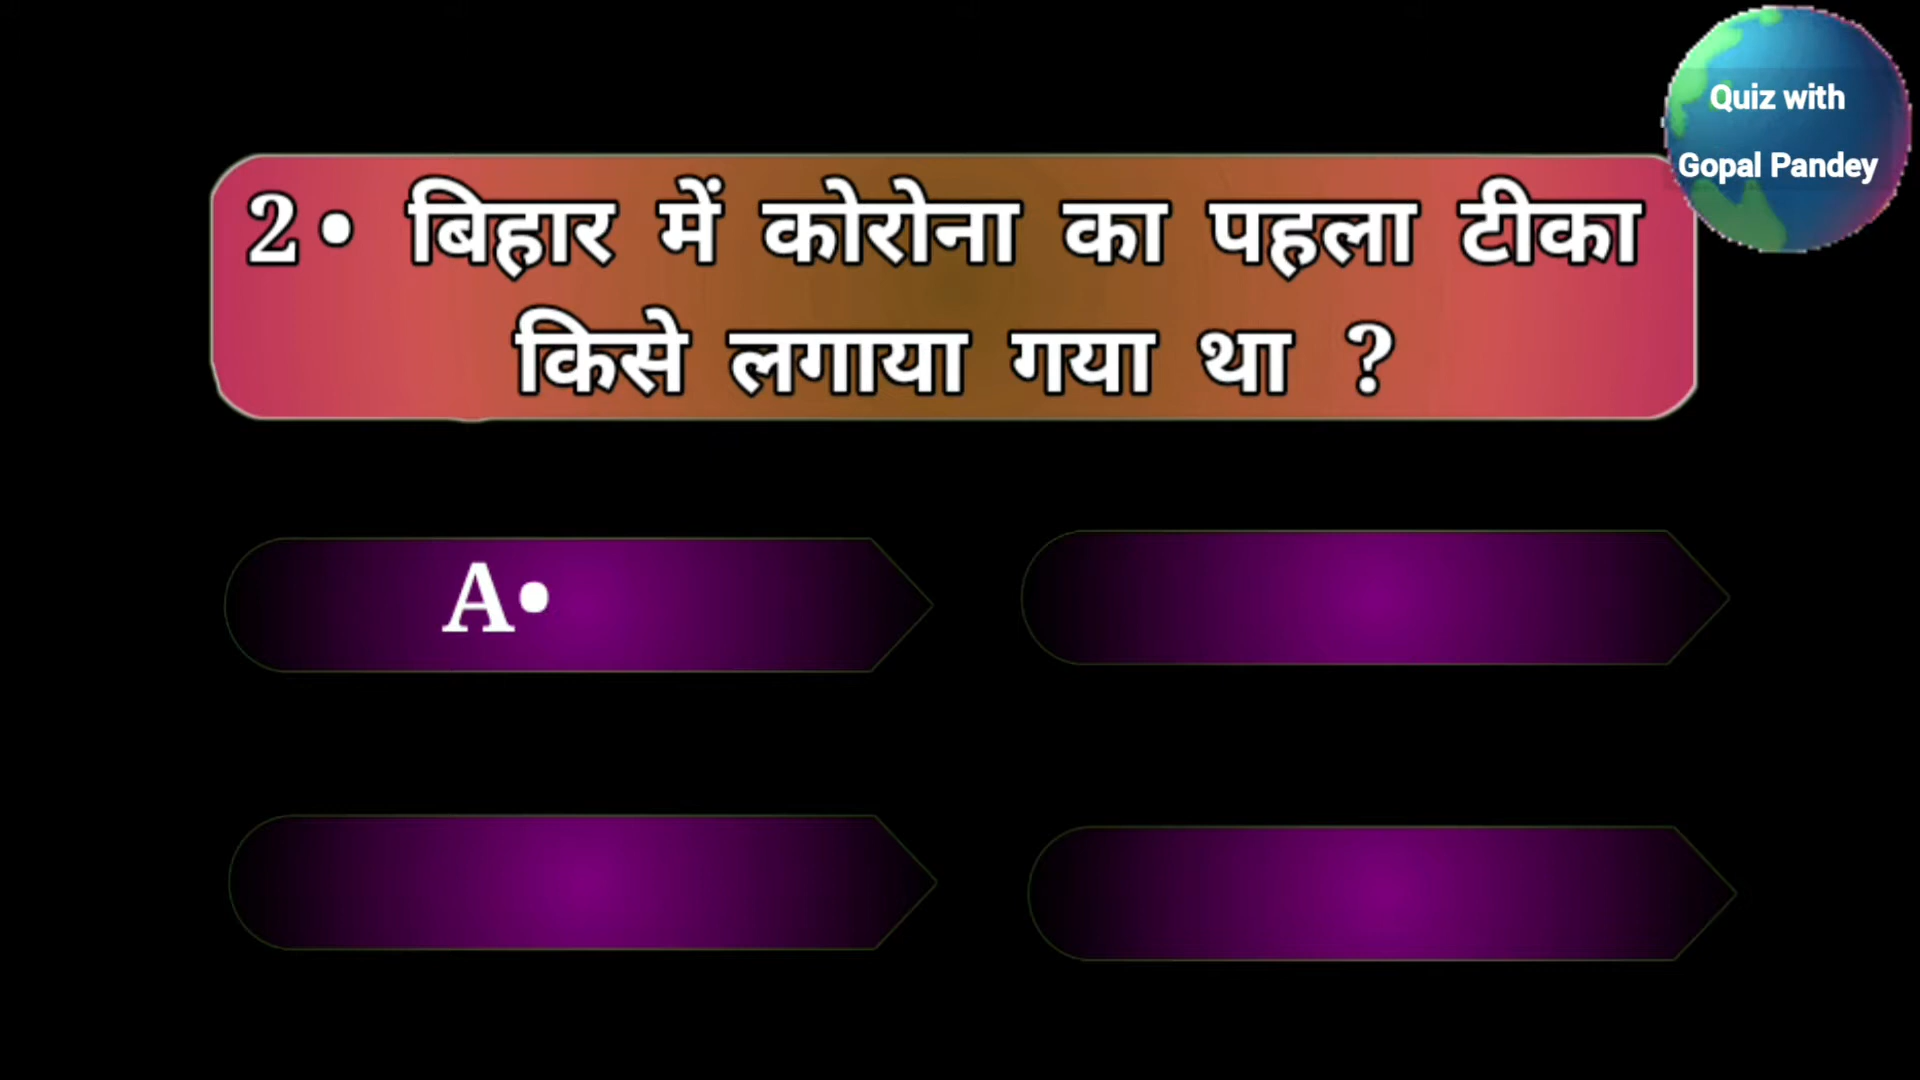 Quiz with
Gopal Pandey
2• बिहार में कोरोना का पहला टीका
किसे लगाया गया था ?
A•